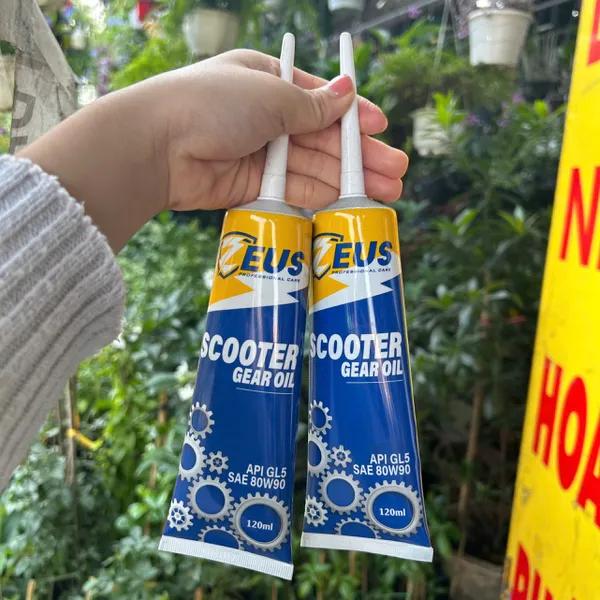 ZEUS
PROFESSIONAL CARE
SCOOTER
GEAR OIL
API GL5
SAE 80W90
120ml
ZEUS
PROFESSIONAL CARE
SCOOTER
GEAR OIL
API GL5
SAE 80W90
120ml
HOA